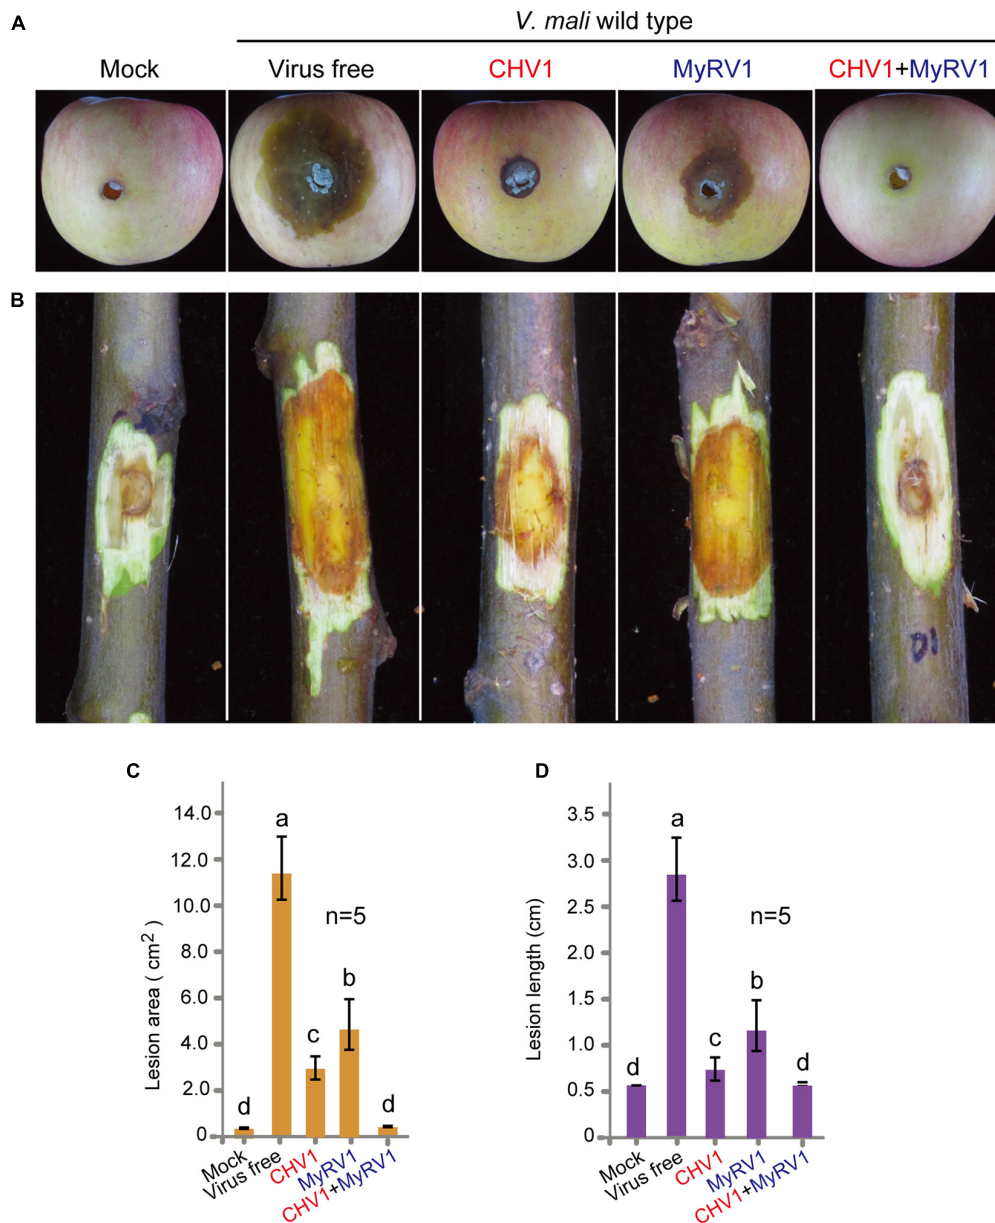 A
V. mali wild type
Mock
Virus free
CHV1
MyRV1
CHV1+MyRV1
B
D1
C
14.0
12.0
10.0
8.0
6.0
4.0
2.0
0
Lesion area ( cm2 )
a
n=5
b
c
d
d
Mock
Virus free
CHV1
MyRV1
CHV1+MyRV1
D
3.5
3.0
2.5
2.0
1.5
1.0
0.5
0
Lesion length (cm)
a
n=5
b
c
d
d
Mock
Virus free
CHV1
MyRV1
CHV1+MyRV1